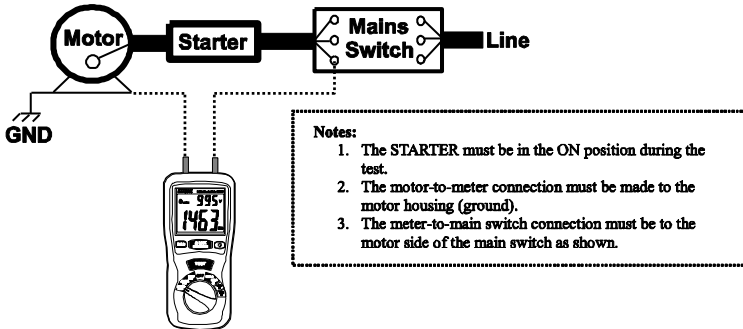 Motor
Starter
Mains
Switch
Line
GND
Notes:
1. The STARTER must be in the ON position during the
test.
2. The motor-to-meter connection must be made to the
motor housing (ground).
3. The meter-to-main switch connection must be to the
motor side of the main switch as shown.
995v
1463